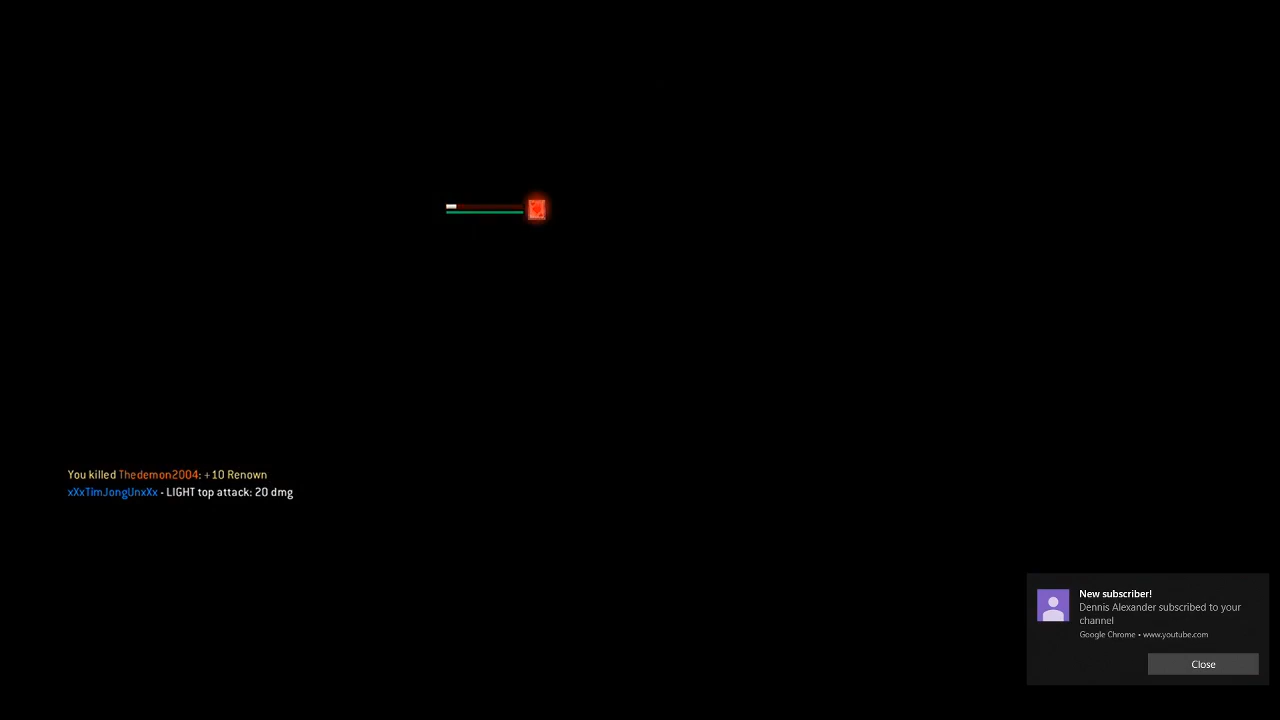 You killed Thedemon2004: +10 Renown
xXxTimJongUnxXx - LIGHT top attack: 20 dmg
New subscriber!
Dennis Alexander subscribed to your
channel
Google Chrome • www.youtube.com
Close